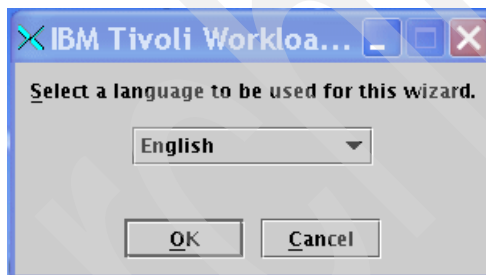 IBM Tivoli Workloa...
Select a language to be used for this wizard.
English
OK
Cancel